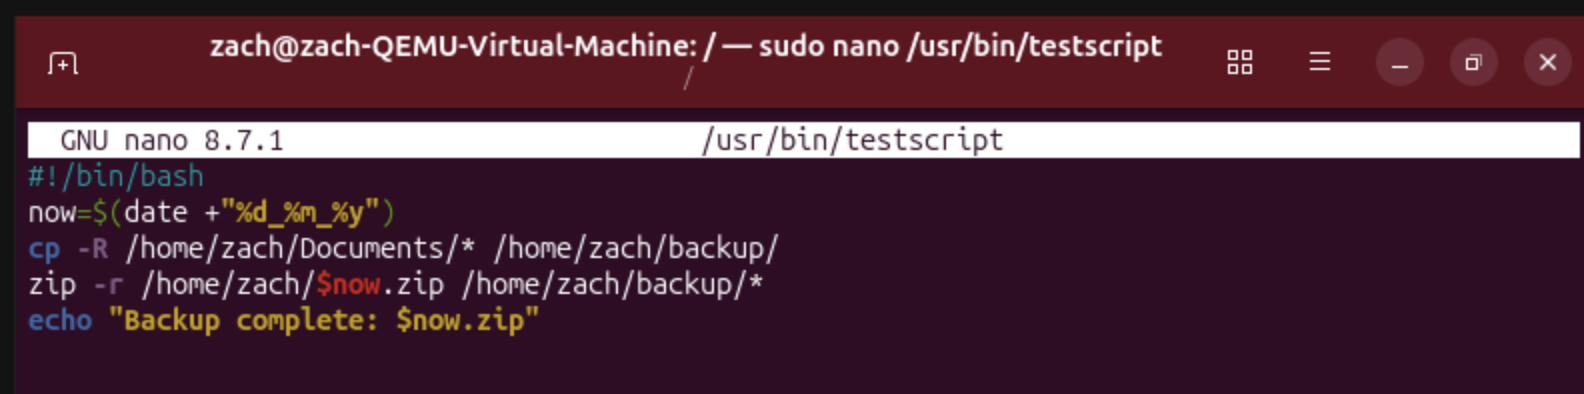 zach@zach-QEMU-Virtual-Machine: / — sudo nano /usr/bin/testscript
/
GNU nano 8.7.1 /usr/bin/testscript
#!/bin/bash
now=$(date +"%d_%m_%y")
cp -R /home/zach/Documents/* /home/zach/backup/
zip -r /home/zach/$now.zip /home/zach/backup/*
echo "Backup complete: $now.zip"